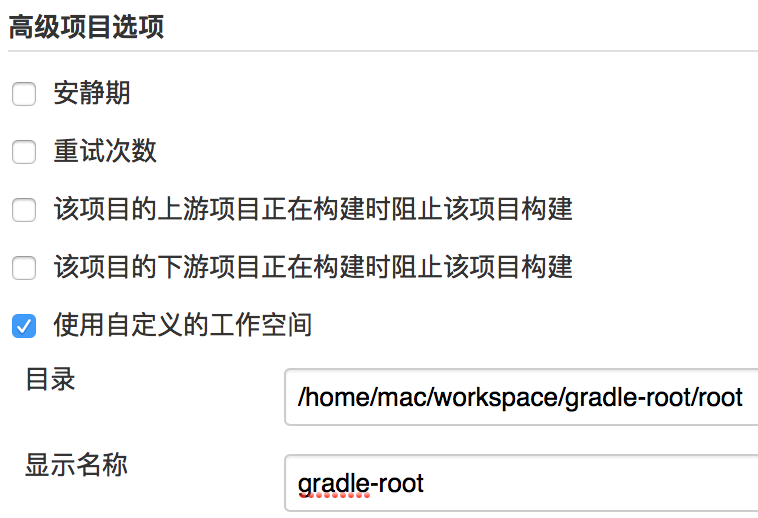 高级项目选项
安静期
重试次数
该项目的上游项目正在构建时阻止该项目构建
该项目的下游项目正在构建时阻止该项目构建
使用自定义的工作空间
目录
/home/mac/workspace/gradle-root/root
显示名称
gradle-root